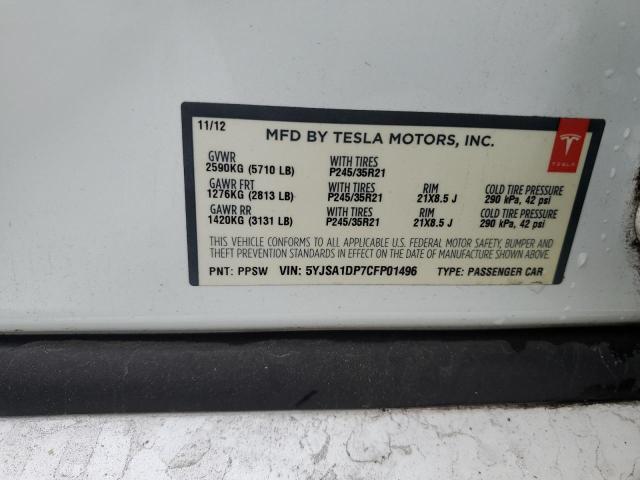 11/12
MFD BY TESLA MOTORS, INC.
TESLA
GVWR WITH TIRES
2590KG (5710 LB) P245/35R21
GAWR FRT WITH TIRES RIM COLD TIRE PRESSURE
1276KG (2813 LB) P245/35R21 21X8.5 J 290 kPa, 42 psi
GAWR RR WITH TIRES RIM COLD TIRE PRESSURE
1420KG (3131 LB) P245/35R21 21X8.5 J 290 kPa, 42 psi
THIS VEHICLE CONFORMS TO ALL APPLICABLE U.S. FEDERAL MOTOR SAFETY, BUMPER AND
THEFT PREVENTION STANDARDS IN EFFECT ON THE DATE OF MANUFACTURE SHOWN ABOVE.
PNT: PPSW VIN: 5YJSA1DP7CFP01496 TYPE: PASSENGER CAR